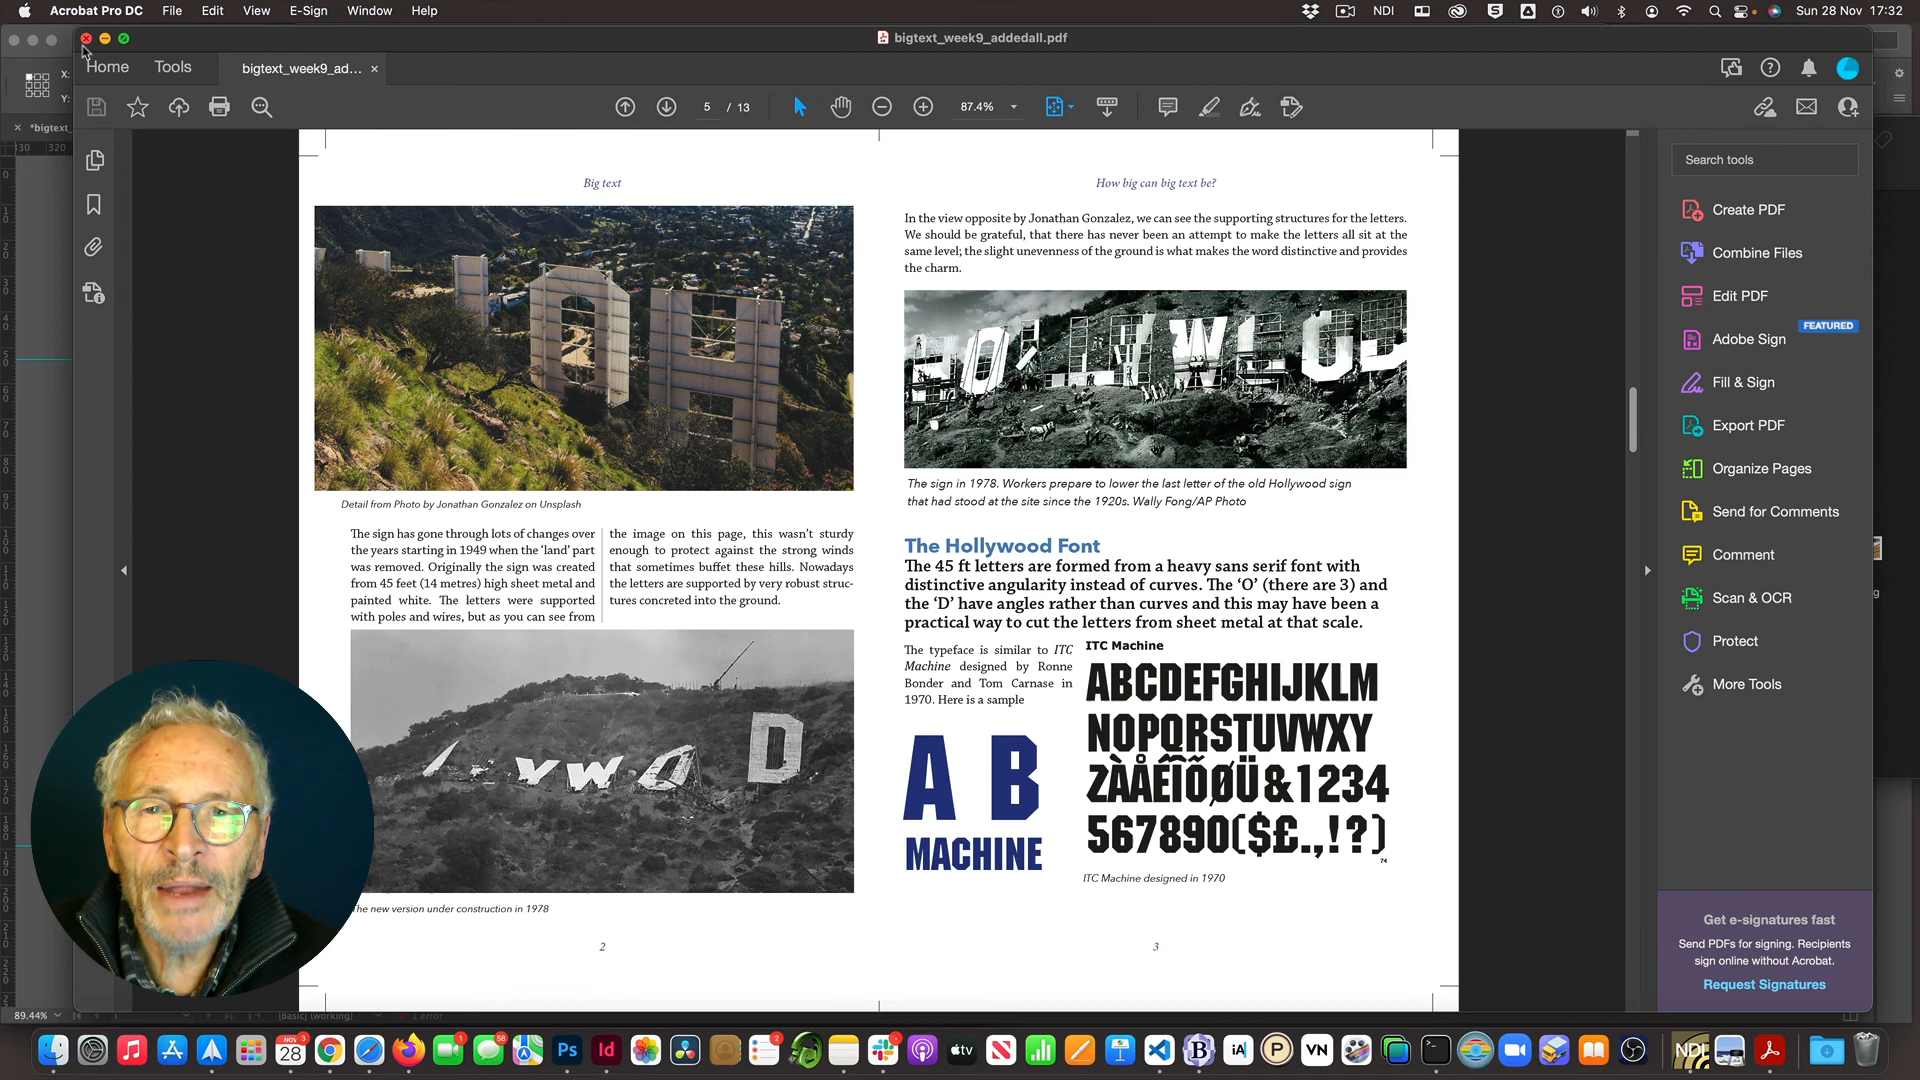 Acrobat Pro DC File Edit View E-Sign Window Help
NDI
Sun 28 Nov 17:32
bigtext_week9_addedall.pdf
Home Tools bigtext_week9_ad... ×
X:
Y:
5 / 13
87.4%
× *bigtext_
330 320
Search tools
Create PDF
Combine Files
Edit PDF
FEATURED
Adobe Sign
Fill & Sign
Export PDF
Organize Pages
Send for Comments
Comment
Scan & OCR
Protect
More Tools
Get e-signatures fast
Send PDFs for signing. Recipients
sign online without Acrobat.
Request Signatures
Big text
Detail from Photo by Jonathan Gonzalez on Unsplash
The sign has gone through lots of changes over
the years starting in 1949 when the ‘land’ part
was removed. Originally the sign was created
from 45 feet (14 metres) high sheet metal and
painted white. The letters were supported
with poles and wires, but as you can see from
the image on this page, this wasn’t sturdy
enough to protect against the strong winds
that sometimes buffet these hills. Nowadays
the letters are supported by very robust struc-
tures concreted into the ground.
YWO D
The new version under construction in 1978
2
How big can big text be?
In the view opposite by Jonathan Gonzalez, we can see the supporting structures for the letters.
We should be grateful, that there has never been an attempt to make the letters all sit at the
same level; the slight unevenness of the ground is what makes the word distinctive and provides
the charm.
The sign in 1978. Workers prepare to lower the last letter of the old Hollywood sign
that had stood at the site since the 1920s. Wally Fong/AP Photo
The Hollywood Font
The 45 ft letters are formed from a heavy sans serif font with
distinctive angularity instead of curves. The ‘O’ (there are 3) and
the ‘D’ have angles rather than curves and this may have been a
practical way to cut the letters from sheet metal at that scale.
The typeface is similar to ITC
Machine designed by Ronne
Bonder and Tom Carnase in
1970. Here is a sample
A B
MACHINE
ITC Machine
ABCDEFGHIJKLM
NOPQRSTUVWXY
ZÀÅÉÎÕØÜ&1234
567890($£.,!?)
74
ITC Machine designed in 1970
3
89.44%
[Basic] (working)
1 error
NOV
28
Ps
Id
tv
iA
P
VN
NDI